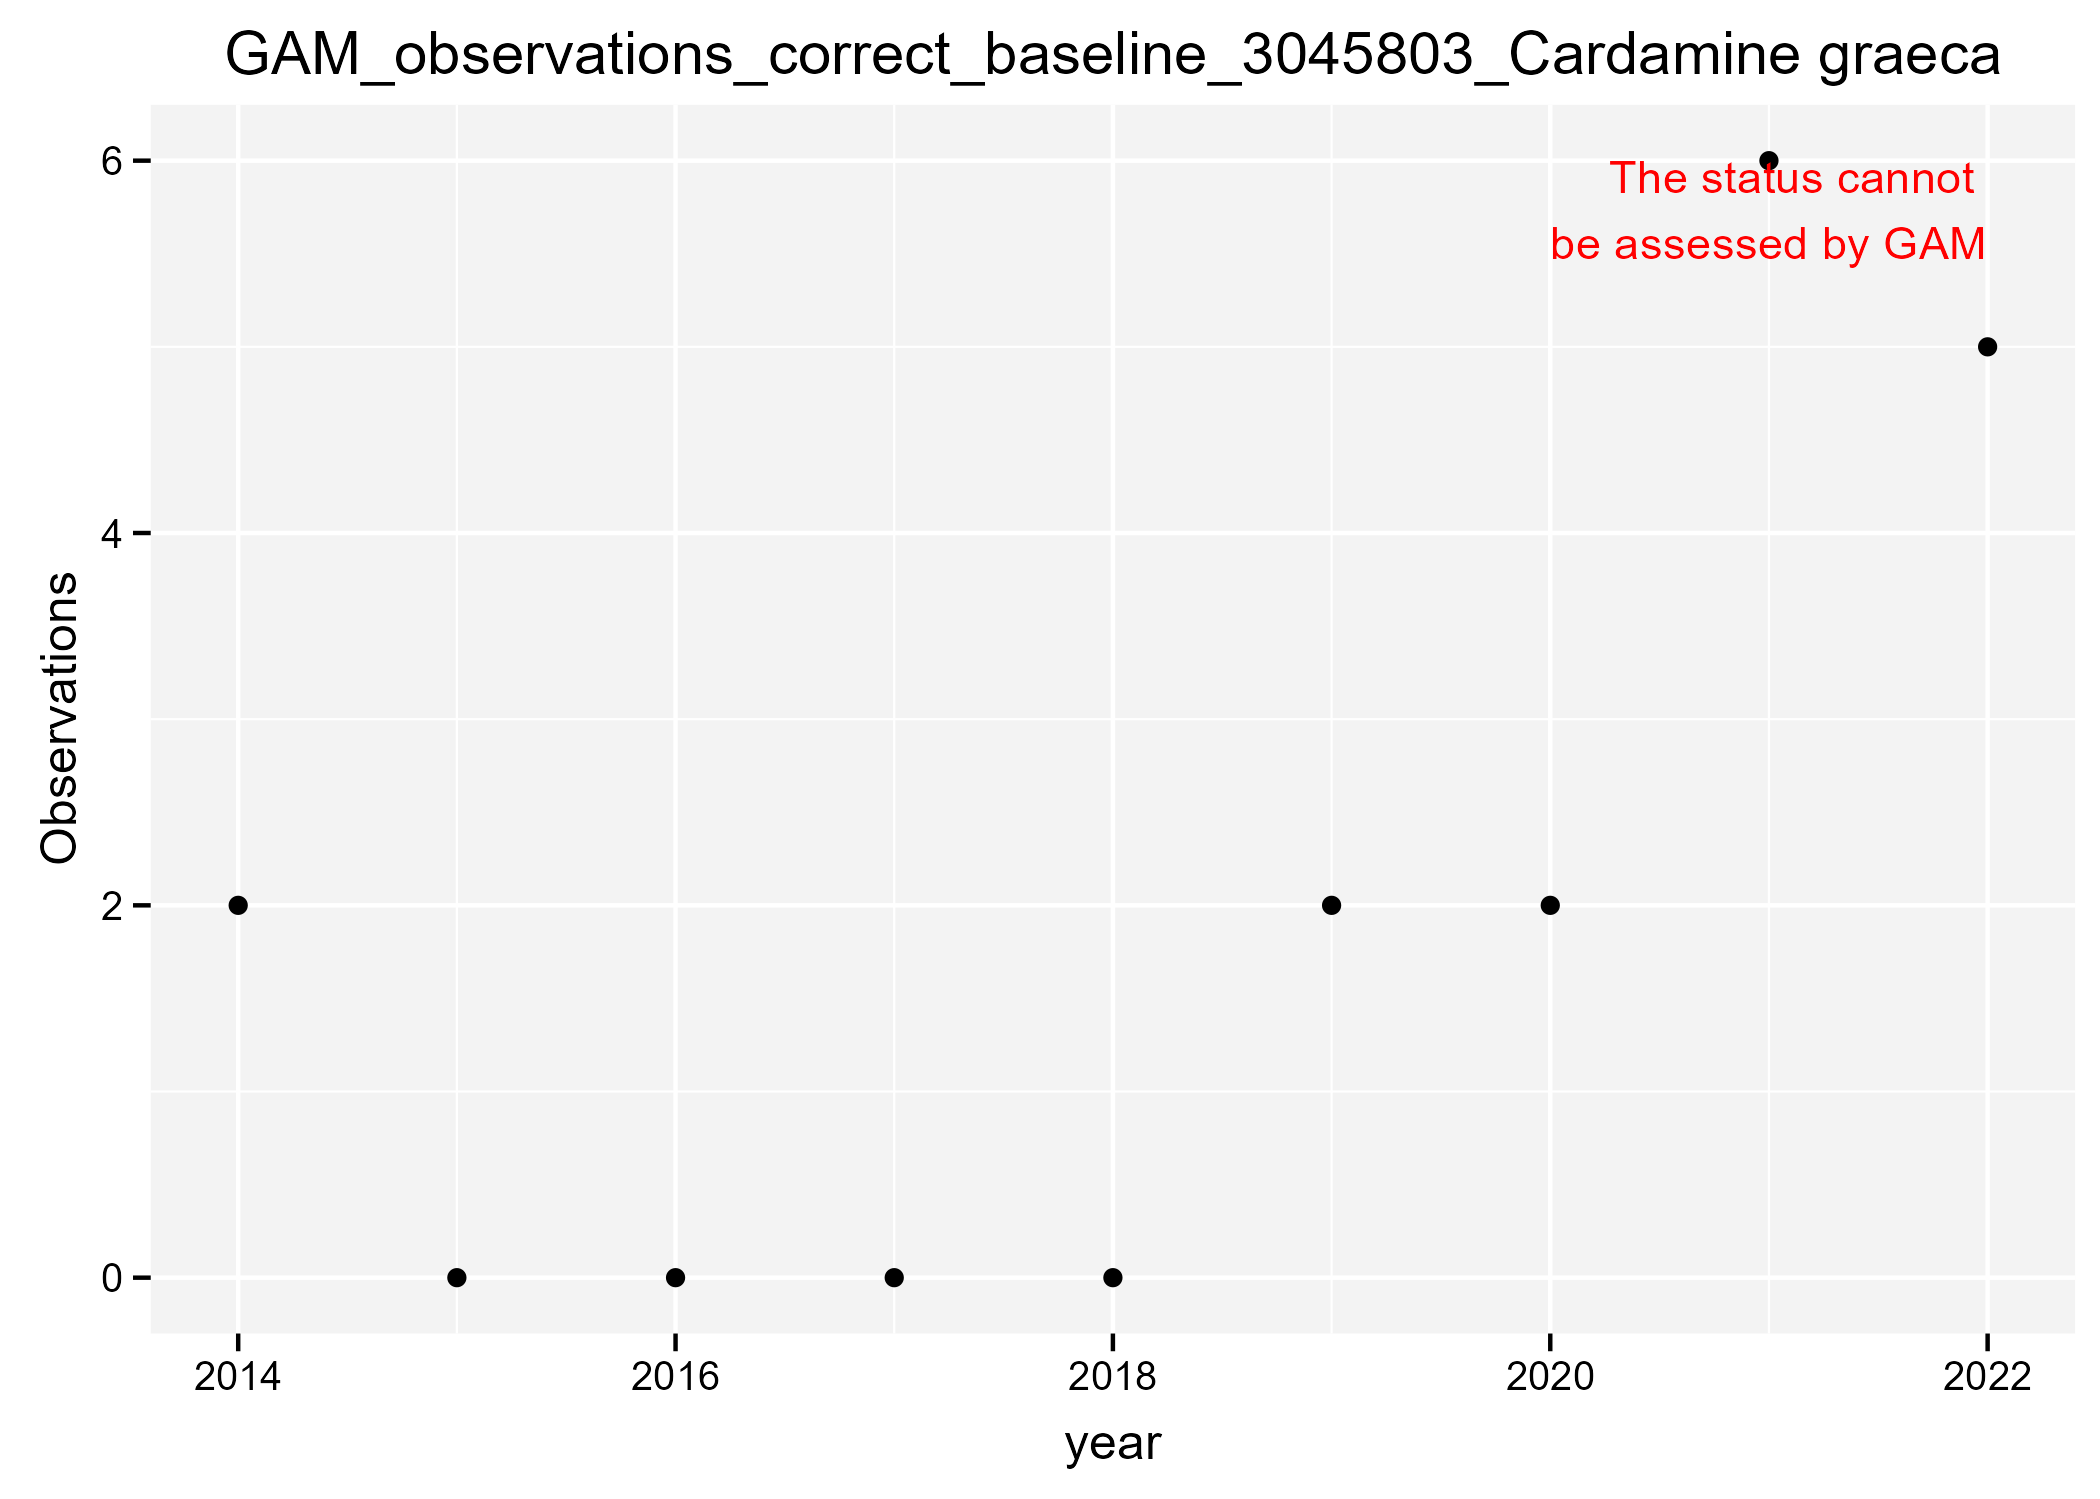 GAM_observations_correct_baseline_3045803_Cardamine graeca
6
The status cannot
be assessed by GAM
4
Observations
2
0
2014
2016
2018
2020
2022
year